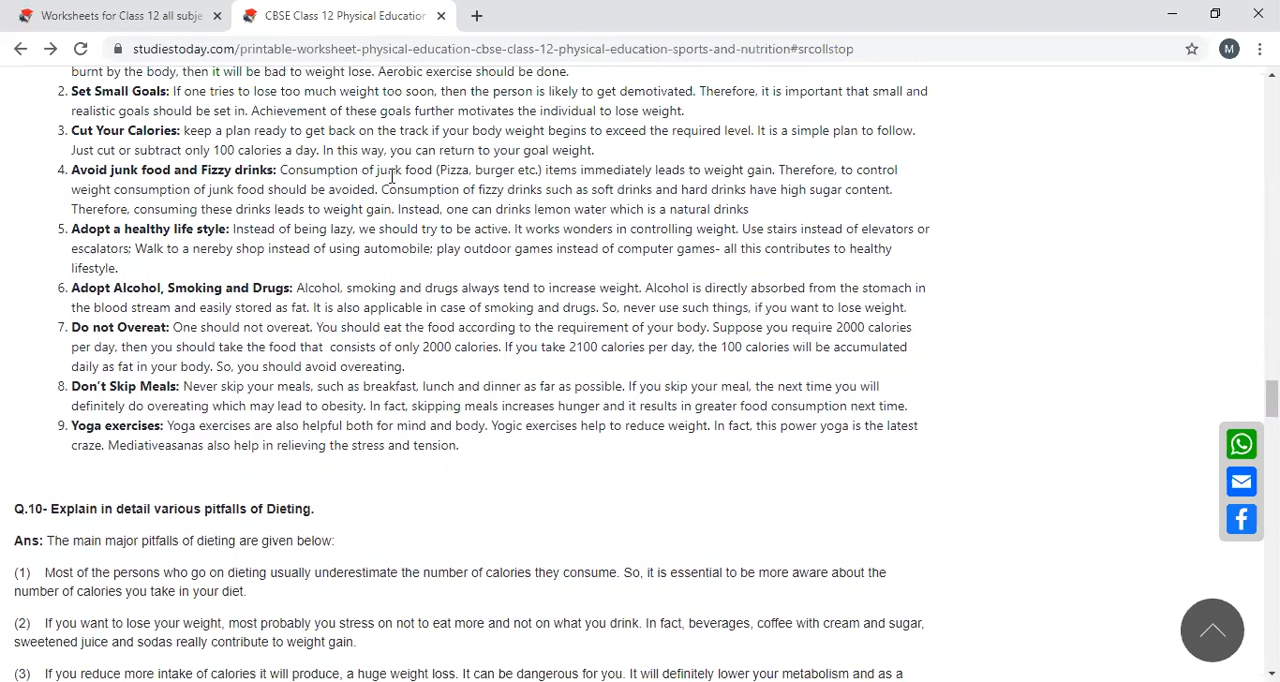 Worksheets for Class 12 all subje
CBSE Class 12 Physical Education
studiestoday.com/printable-worksheet-physical-education-cbse-class-12-physical-education-sports-and-nutrition#srcollstop
M
burnt by the body, then it will be bad to weight lose. Aerobic exercise should be done.
2. Set Small Goals: If one tries to lose too much weight too soon, then the person is likely to get demotivated. Therefore, it is important that small and
realistic goals should be set in. Achievement of these goals further motivates the individual to lose weight.
3. Cut Your Calories: keep a plan ready to get back on the track if your body weight begins to exceed the required level. It is a simple plan to follow.
Just cut or subtract only 100 calories a day. In this way, you can return to your goal weight.
4. Avoid junk food and Fizzy drinks: Consumption of junk food (Pizza, burger etc.) items immediately leads to weight gain. Therefore, to control
weight consumption of junk food should be avoided. Consumption of fizzy drinks such as soft drinks and hard drinks have high sugar content.
Therefore, consuming these drinks leads to weight gain. Instead, one can drinks lemon water which is a natural drinks
5. Adopt a healthy life style: Instead of being lazy, we should try to be active. It works wonders in controlling weight. Use stairs instead of elevators or
escalators; Walk to a nereby shop instead of using automobile; play outdoor games instead of computer games- all this contributes to healthy
lifestyle.
6. Adopt Alcohol, Smoking and Drugs: Alcohol, smoking and drugs always tend to increase weight. Alcohol is directly absorbed from the stomach in
the blood stream and easily stored as fat. It is also applicable in case of smoking and drugs. So, never use such things, if you want to lose weight.
7. Do not Overeat: One should not overeat. You should eat the food according to the requirement of your body. Suppose you require 2000 calories
per day, then you should take the food that consists of only 2000 calories. If you take 2100 calories per day, the 100 calories will be accumulated
daily as fat in your body. So, you should avoid overeating.
8. Don't Skip Meals: Never skip your meals, such as breakfast, lunch and dinner as far as possible. If you skip your meal, the next time you will
definitely do overeating which may lead to obesity. In fact, skipping meals increases hunger and it results in greater food consumption next time.
9. Yoga exercises: Yoga exercises are also helpful both for mind and body. Yogic exercises help to reduce weight. In fact, this power yoga is the latest
craze. Mediativeasanas also help in relieving the stress and tension.
Q.10- Explain in detail various pitfalls of Dieting.
Ans: The main major pitfalls of dieting are given below:
(1) Most of the persons who go on dieting usually underestimate the number of calories they consume. So, it is essential to be more aware about the
number of calories you take in your diet.
(2) If you want to lose your weight, most probably you stress on not to eat more and not on what you drink. In fact, beverages, coffee with cream and sugar,
sweetened juice and sodas really contribute to weight gain.
(3) If you reduce more intake of calories it will produce, a huge weight loss. It can be dangerous for you. It will definitely lower your metabolism and as a